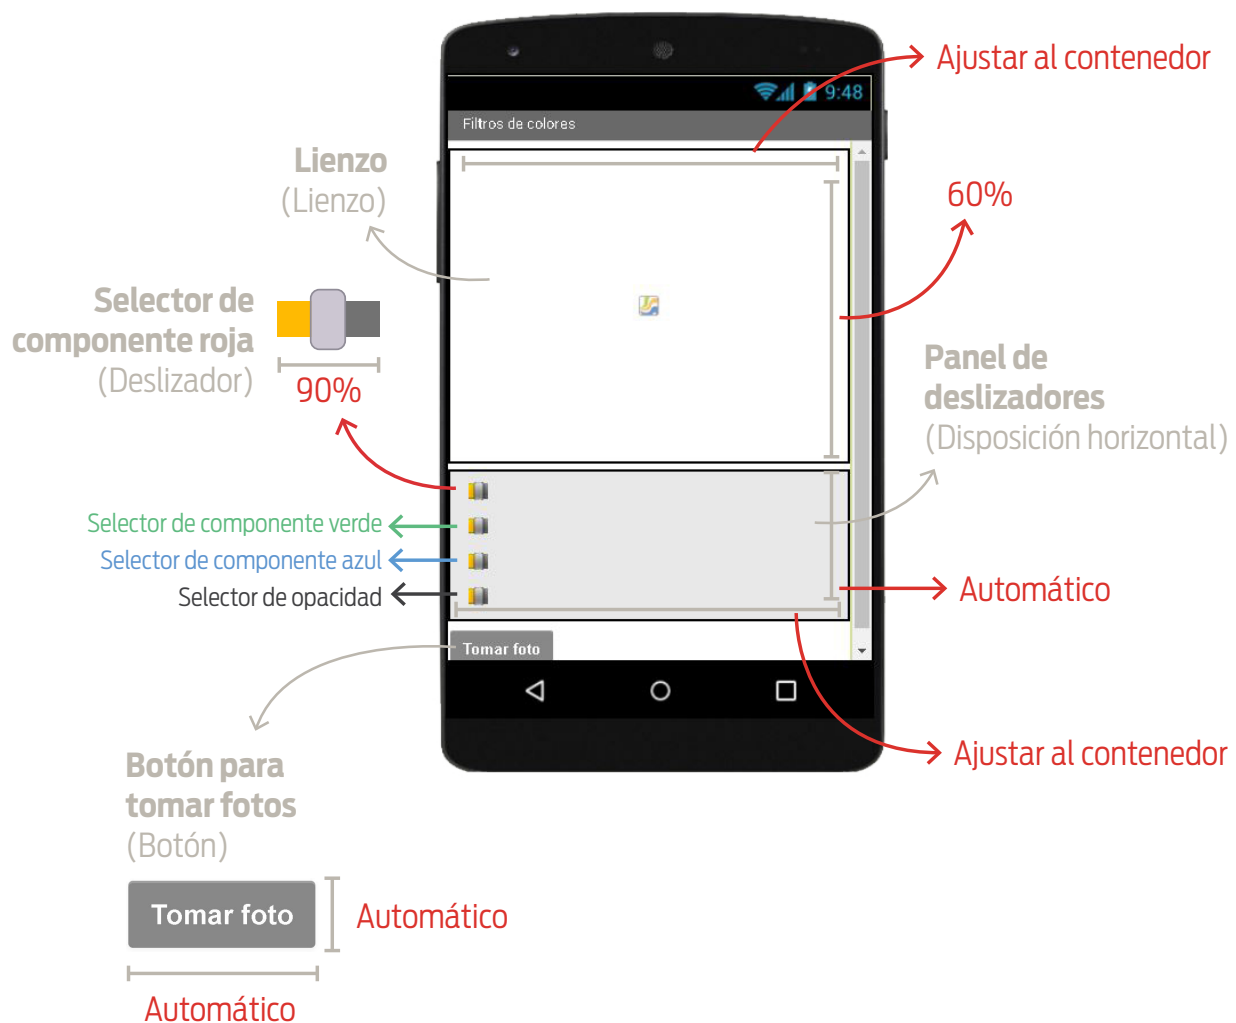 Ajustar al contenedor
9:48
Filtros de colores
Lienzo
(Lienzo)
60%
Selector de
componente roja
(Deslizador)
90%
Panel de
deslizadores
(Disposición horizontal)
Selector de componente verde
Selector de componente azul
Selector de opacidad
Automático
Tomar foto
Ajustar al contenedor
Botón para
tomar fotos
(Botón)
Tomar foto
Automático
Automático